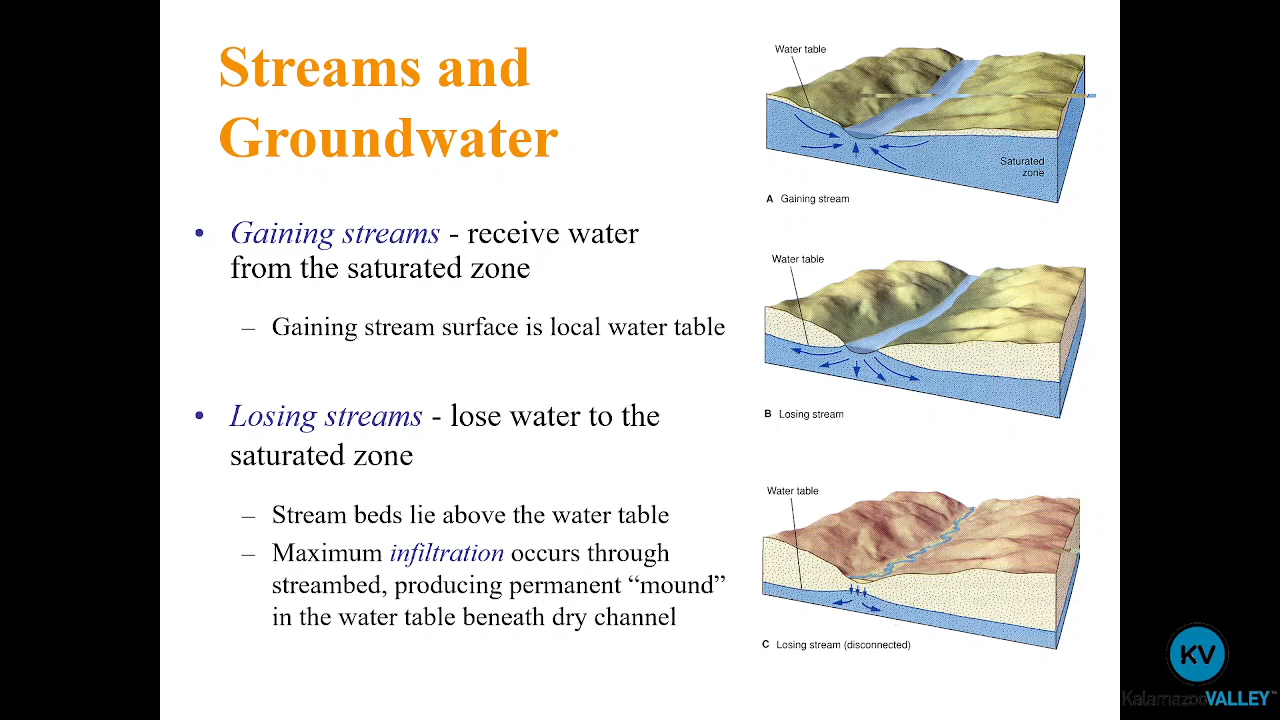 Streams and
Groundwater
• Gaining streams - receive water
from the saturated zone
– Gaining stream surface is local water table
• Losing streams - lose water to the
saturated zone
– Stream beds lie above the water table
– Maximum infiltration occurs through
streambed, producing permanent “mound”
in the water table beneath dry channel
Water table
Saturated
zone
A Gaining stream
Water table
B Losing stream
Water table
C Losing stream (disconnected)
KV
KalamazooVALLEY™